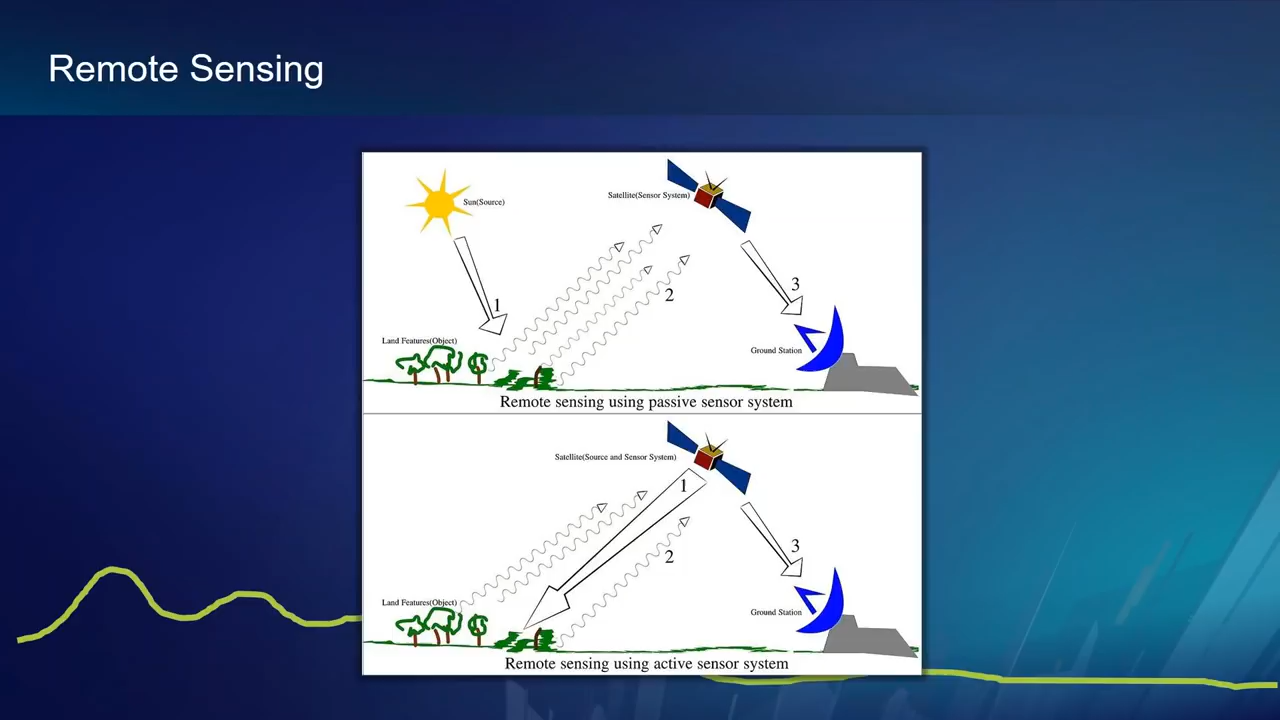 Remote Sensing
Sun(Source)
Satellite(Sensor System)
1
2
3
Land Features(Object)
Ground Station
Remote sensing using passive sensor system
Satellite(Source and Sensor System)
1
2
3
Land Features(Object)
Ground Station
Remote sensing using active sensor system